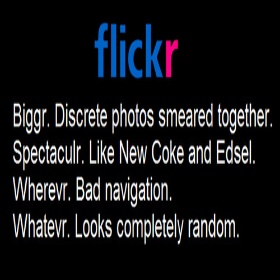 flickr
Biggr. Discrete photos smeared together.
Spectaculr. Like New Coke and Edsel.
Wherevr. Bad navigation.
Whatevr. Looks completely random.